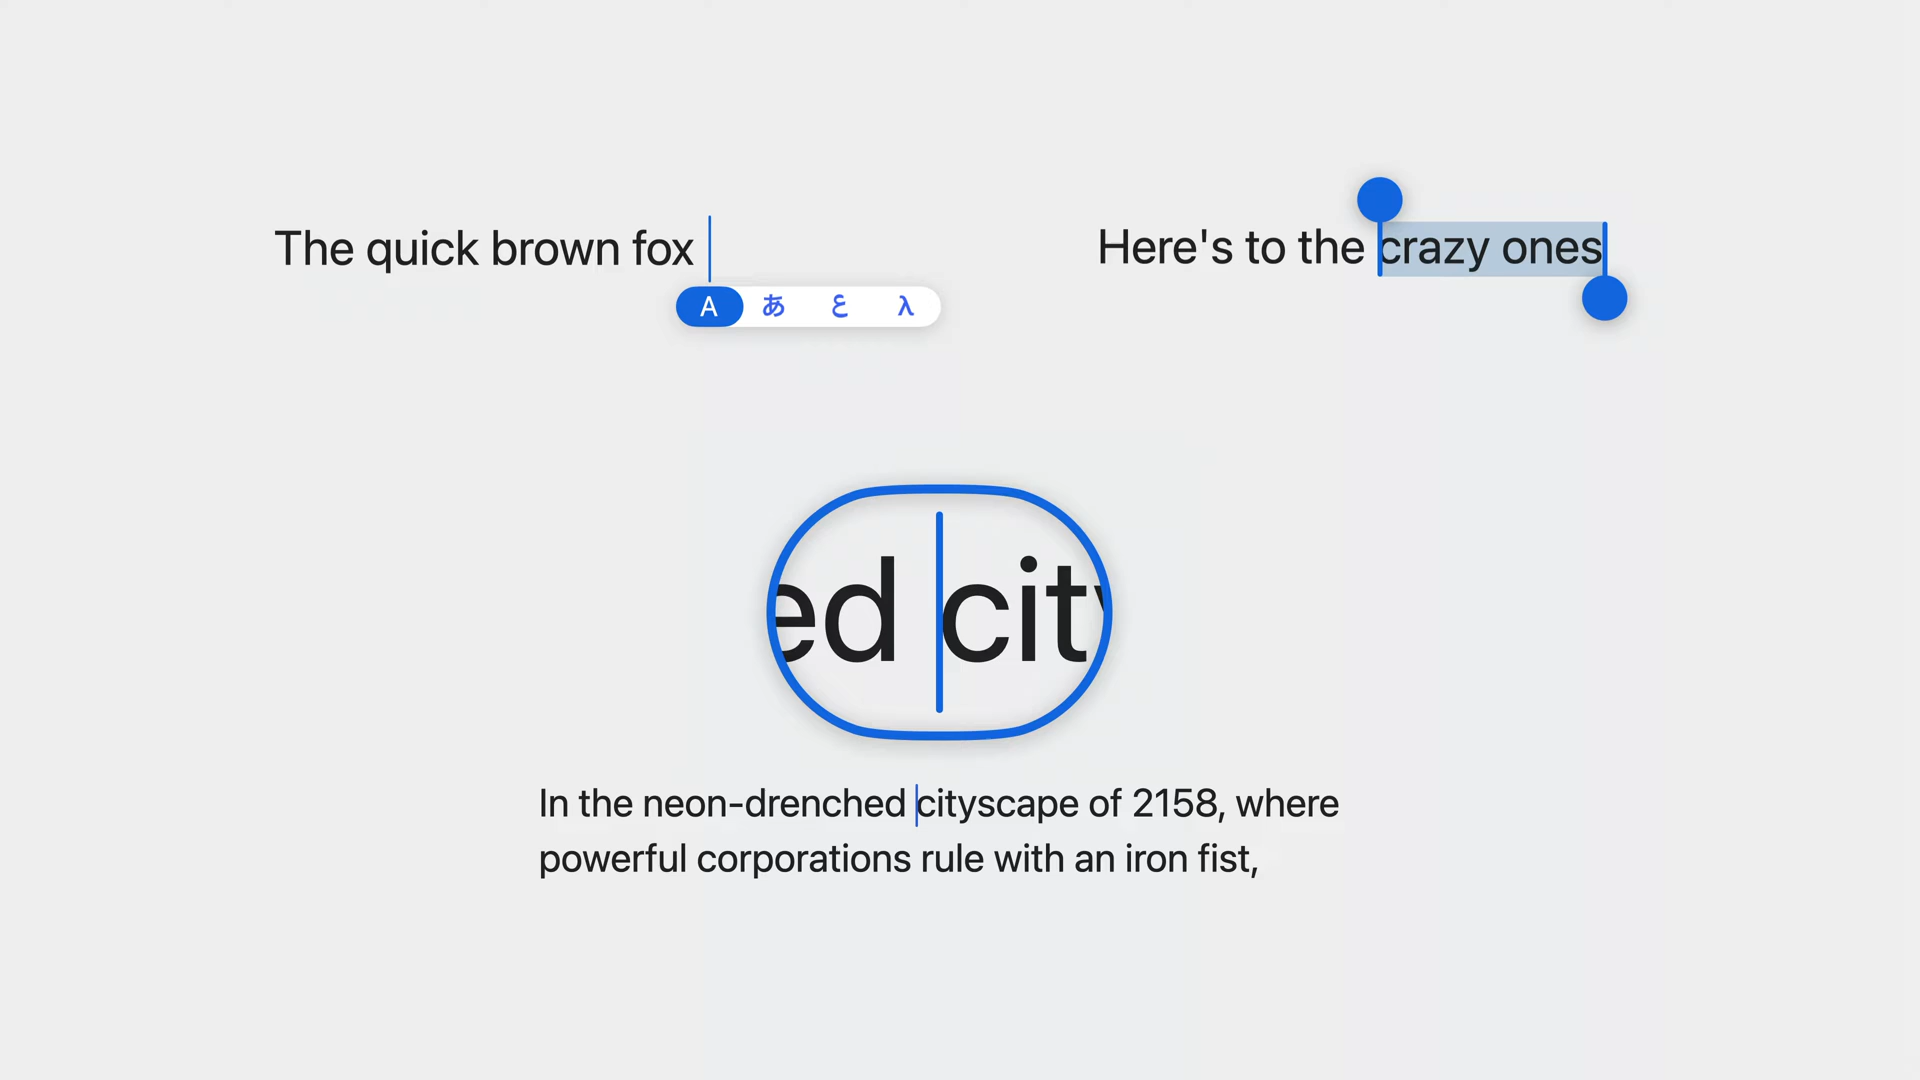 The quick brown fox
A あ ع λ
Here's to the crazy ones
ed city
In the neon-drenched cityscape of 2158, where
powerful corporations rule with an iron fist,